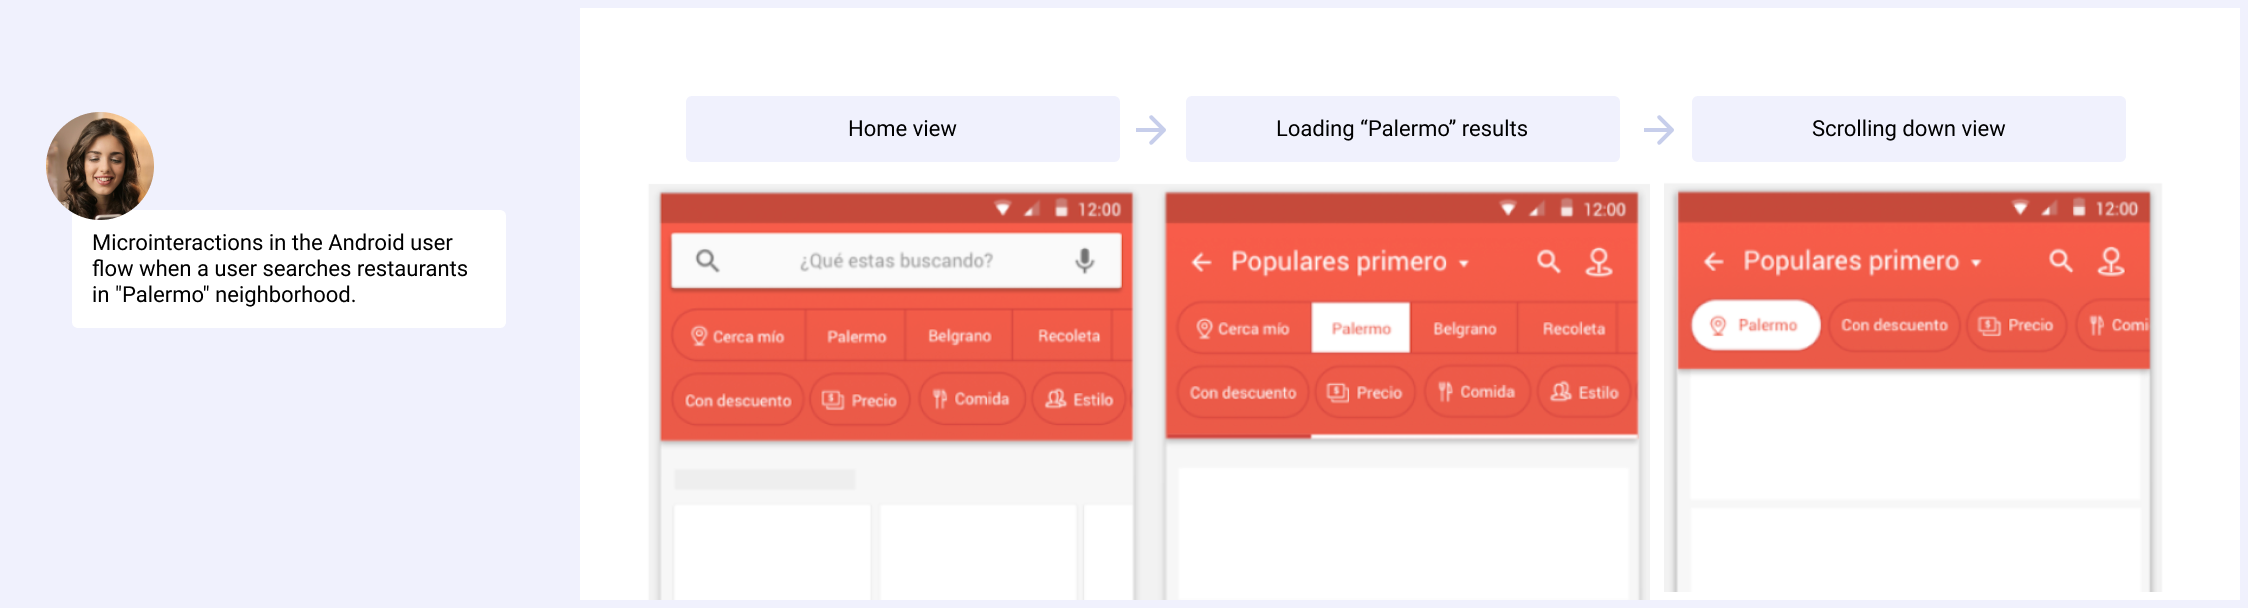 Microinteractions in the Android user
flow when a user searches restaurants
in "Palermo" neighborhood.
Home view
Loading “Palermo” results
Scrolling down view
12:00
¿Qué estas buscando?
Cerca mío Palermo Belgrano Recoleta
Con descuento Precio Comida Estilo
12:00
Populares primero
Cerca mío Palermo Belgrano Recoleta
Con descuento Precio Comida Estilo
12:00
Populares primero
Palermo Con descuento Precio Comi